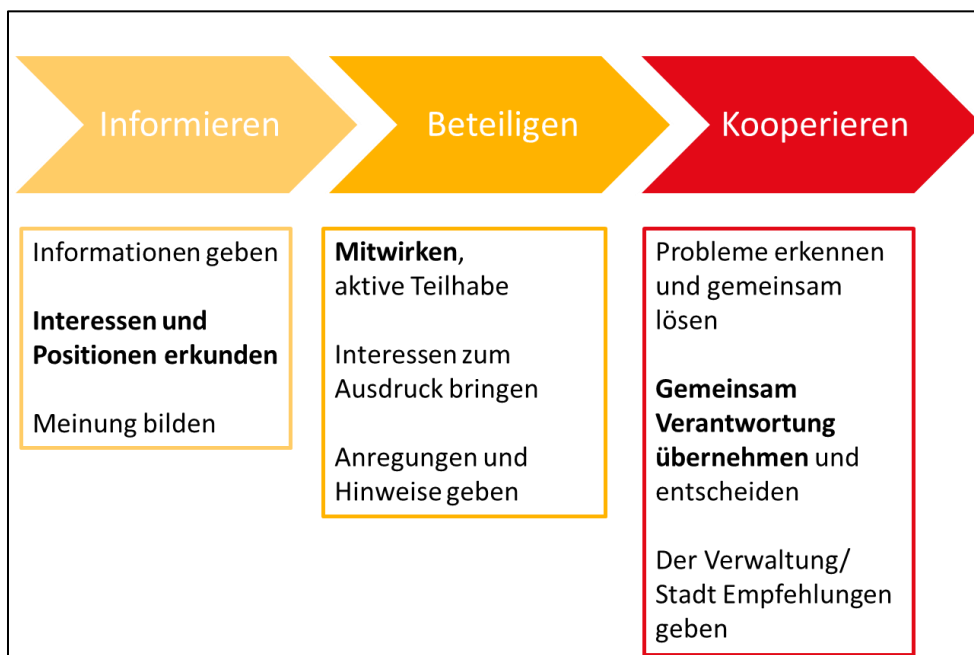 Informieren
Beteiligen
Kooperieren
Informationen geben
Interessen und
Positionen erkunden
Meinung bilden
Mitwirken,
aktive Teilhabe
Interessen zum
Ausdruck bringen
Anregungen und
Hinweise geben
Probleme erkennen
und gemeinsam
lösen
Gemeinsam
Verantwortung
übernehmen und
entscheiden
Der Verwaltung/
Stadt Empfehlungen
geben